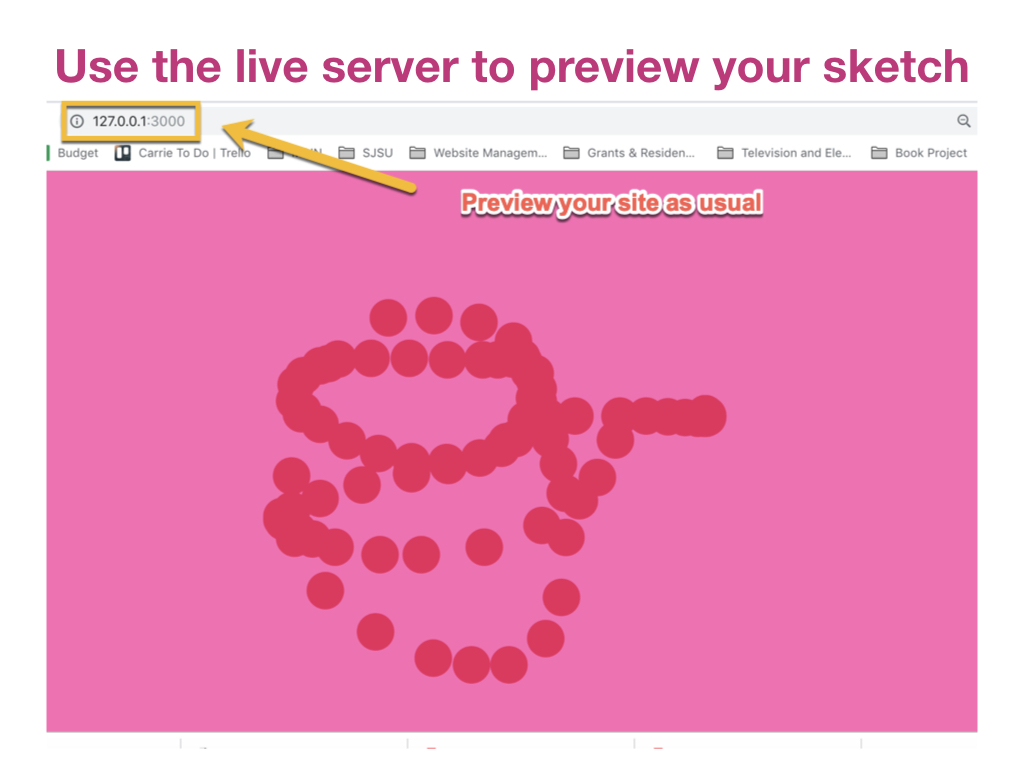 Use the live server to preview your sketch
127.0.0.1:3000
Budget Carrie To Do | Trello SJSU Website Managem... Grants & Residen... Television and Ele... Book Project
Preview your site as usual